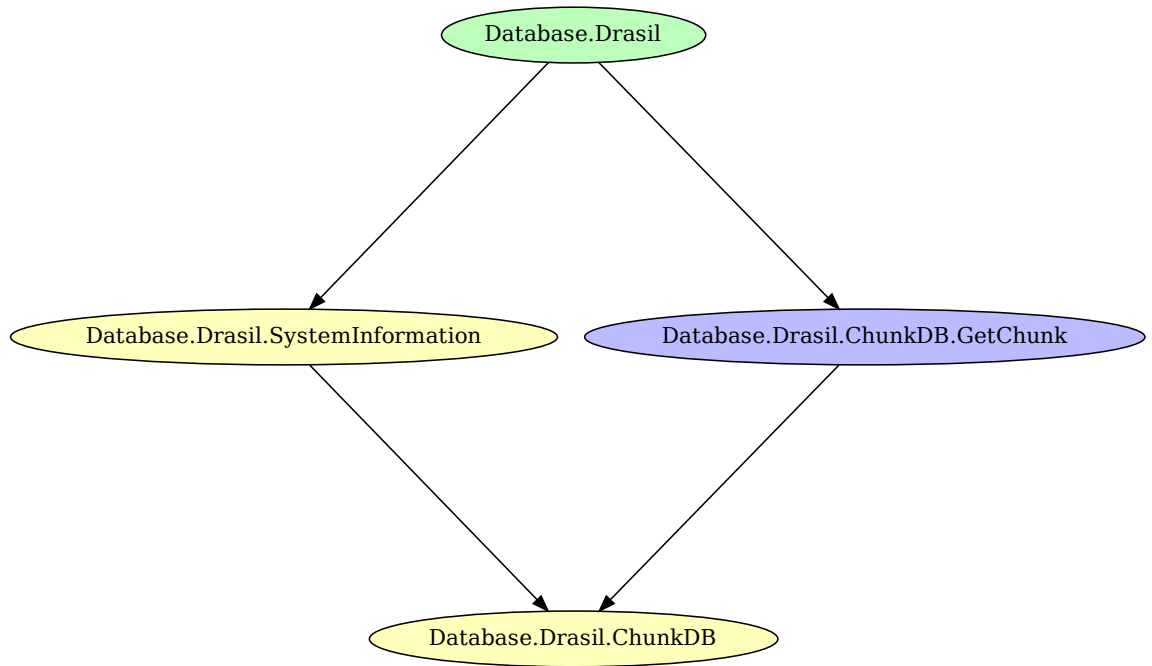 Database.Drasil
Database.Drasil.SystemInformation
Database.Drasil.ChunkDB.GetChunk
Database.Drasil.ChunkDB